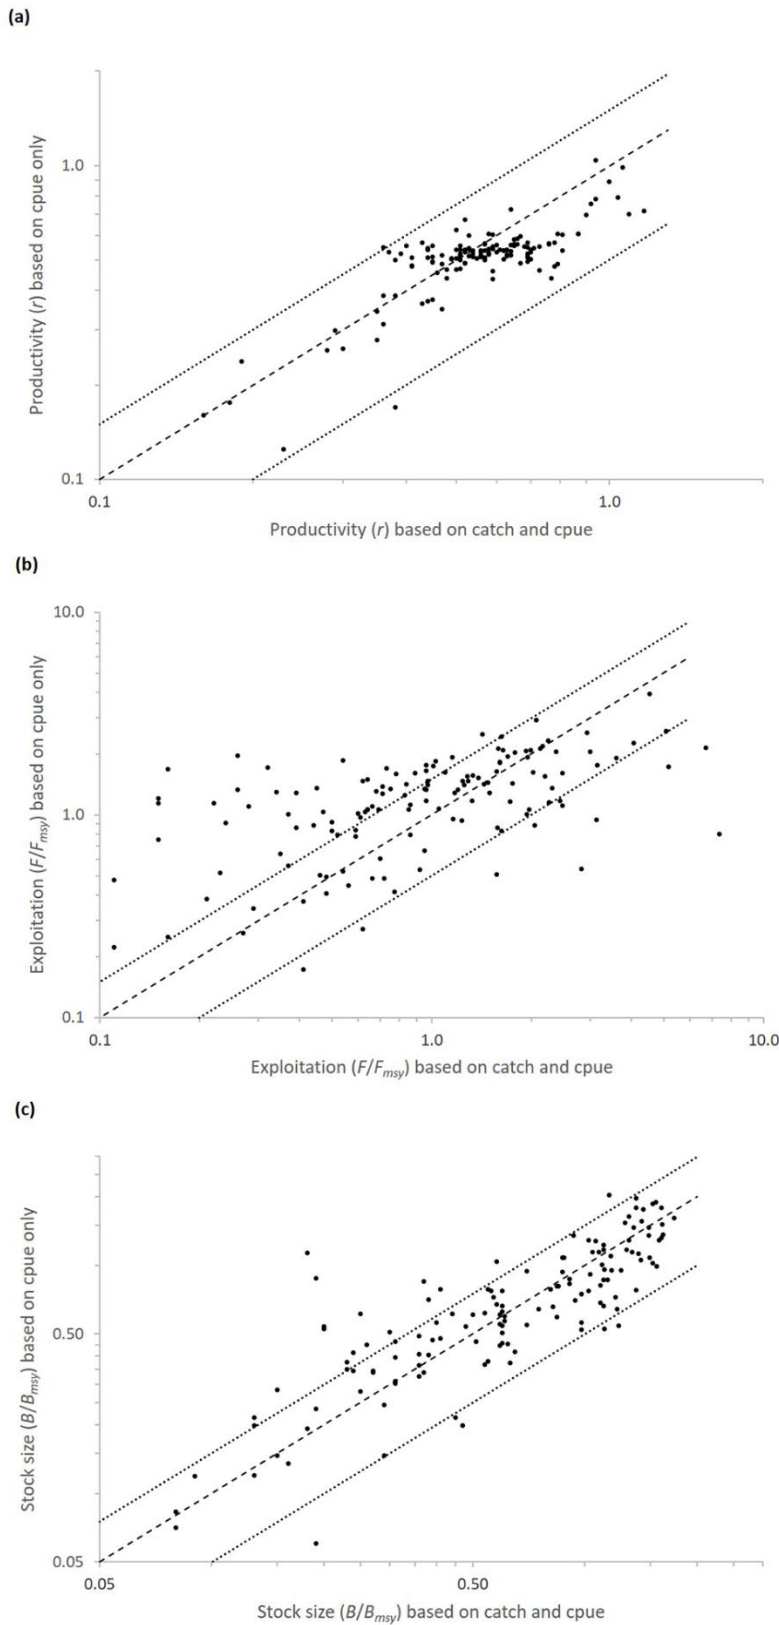 (a)
Productivity (r) based on cpue only
1.0
0.1
0.1 1.0
Productivity (r) based on catch and cpue
(b)
Exploitation (F/Fmsy) based on cpue only
10.0
1.0
0.1
0.1 1.0 10.0
Exploitation (F/Fmsy) based on catch and cpue
(c)
Stock size (B/Bmsy) based on cpue only
0.50
0.05
0.05 0.50
Stock size (B/Bmsy) based on catch and cpue